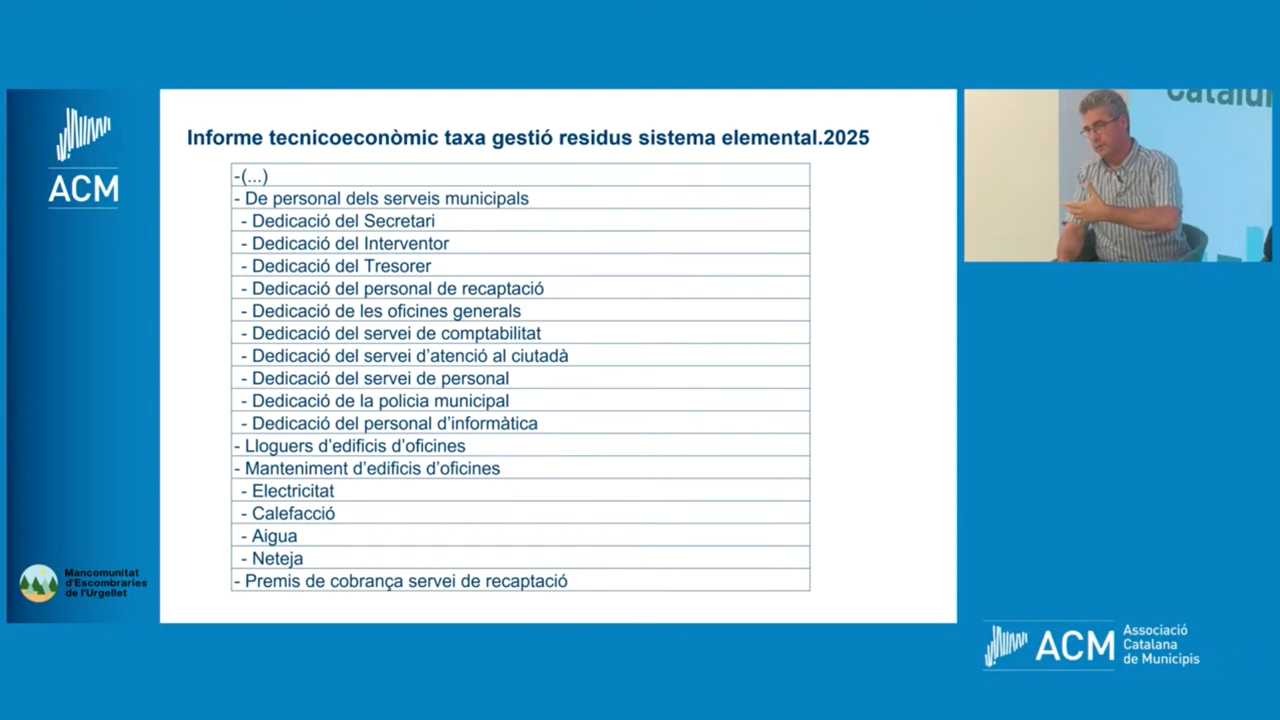 ACM
Informe tecnicoeconòmic taxa gestió residus sistema elemental.2025
-(...)
- De personal dels serveis municipals
- Dedicació del Secretari
- Dedicació del Interventor
- Dedicació del Tresorer
- Dedicació del personal de recaptació
- Dedicació de les oficines generals
- Dedicació del servei de comptabilitat
- Dedicació del servei d'atenció al ciutadà
- Dedicació del servei de personal
- Dedicació de la policia municipal
- Dedicació del personal d'informàtica
- Lloguers d'edificis d'oficines
- Manteniment d'edificis d'oficines
- Electricitat
- Calefacció
- Aigua
- Neteja
- Premis de cobrança servei de recaptació
Mancomunitat
d'Escombraries
de l'Urgellet
ACM
Associació
Catalana
de Municipis